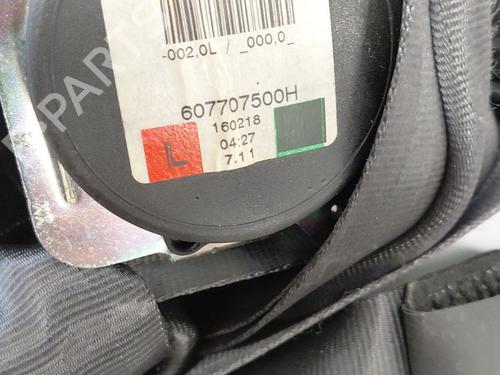 -002,0L / _000,0_
607707500H
160218
04:27
7.11
L